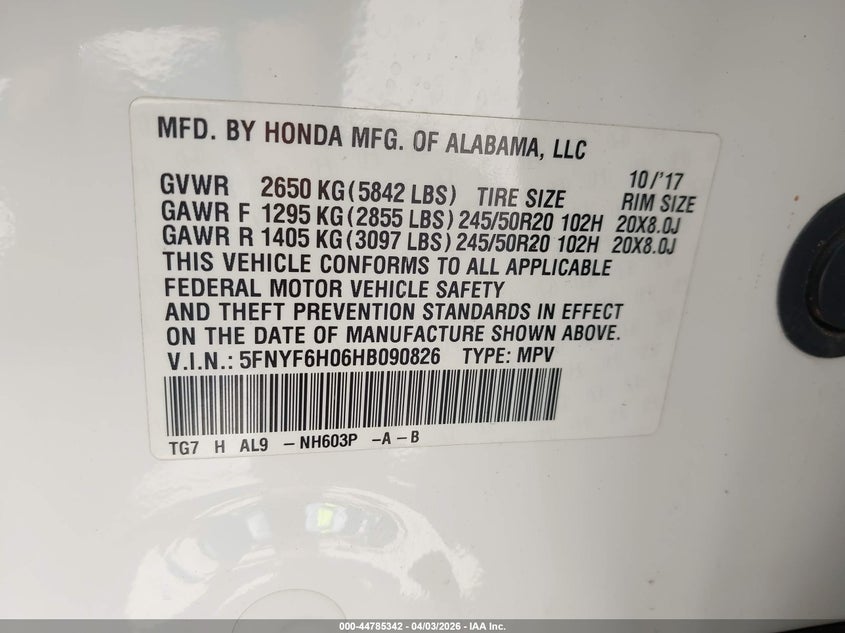 MFD. BY HONDA MFG. OF ALABAMA, LLC
10/'17
GVWR 2650 KG (5842 LBS) TIRE SIZE RIM SIZE
GAWR F 1295 KG (2855 LBS) 245/50R20 102H 20X8.0J
GAWR R 1405 KG (3097 LBS) 245/50R20 102H 20X8.0J
THIS VEHICLE CONFORMS TO ALL APPLICABLE
FEDERAL MOTOR VEHICLE SAFETY
AND THEFT PREVENTION STANDARDS IN EFFECT
ON THE DATE OF MANUFACTURE SHOWN ABOVE.
V.I.N.: 5FNYF6H06HB090826 TYPE: MPV
TG7 H AL9 -NH603P -A-B
000-44785342 - 04/03/2026 - IAA Inc.